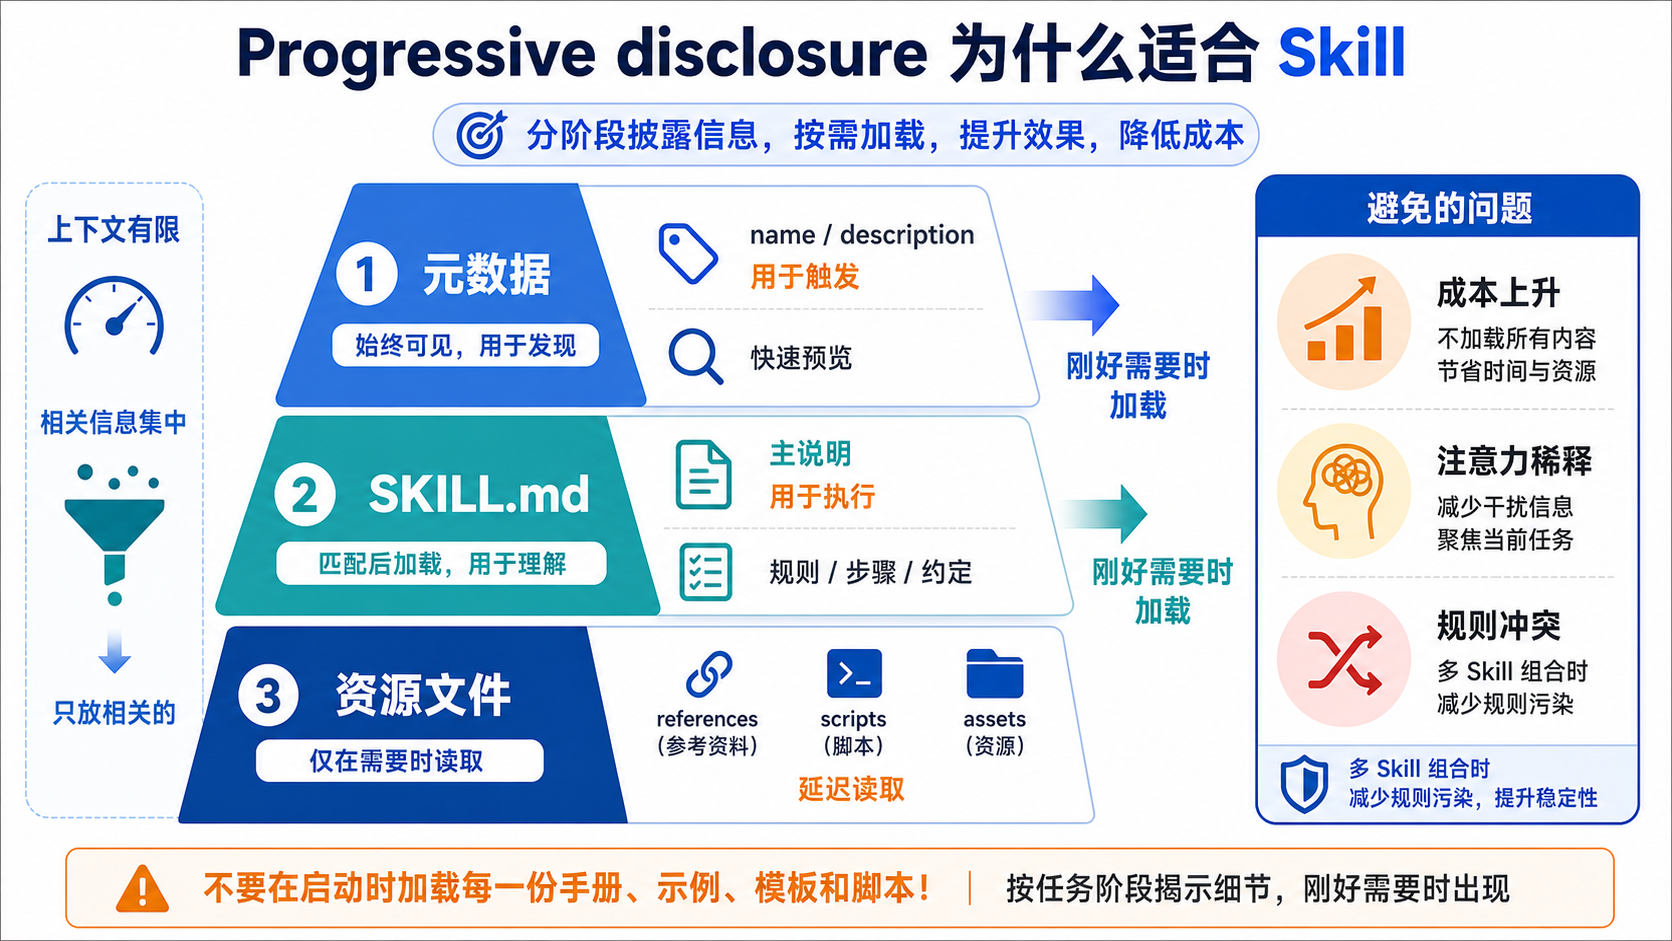 Progressive disclosure 为什么适合 Skill
分阶段披露信息，按需加载，提升效果，降低成本
上下文有限
相关信息集中
只放相关的
1 元数据
始终可见，用于发现
name / description
用于触发
快速预览
刚好需要时
加载
2 SKILL.md
匹配后加载，用于理解
主说明
用于执行
规则 / 步骤 / 约定
刚好需要时
加载
3 资源文件
仅在需要时读取
references
（参考资料）
scripts
（脚本）
assets
（资源）
延迟读取
避免的问题
成本上升
不加载所有内容
节省时间与资源
注意力稀释
减少干扰信息
聚焦当前任务
规则冲突
多 Skill 组合时
减少规则污染
多 Skill 组合时
减少规则污染，提升稳定性
不要在启动时加载每一份手册、示例、模板和脚本！ | 按任务阶段揭示细节，刚好需要时出现